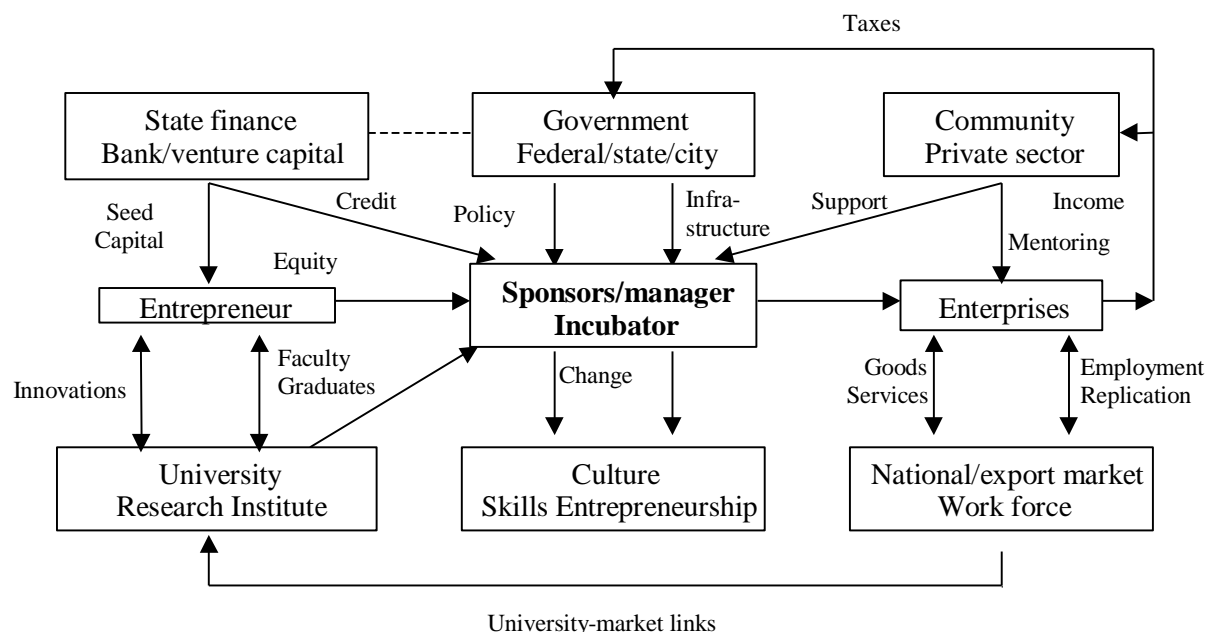 Taxes
State finance
Bank/venture capital
Government
Federal/state/city
Community
Private sector
Seed
Capital
Credit
Policy
Infra-
structure
Support
Income
Mentoring
Equity
Entrepreneur
Sponsors/manager
Incubator
Enterprises
Innovations
Faculty
Graduates
Change
Goods
Services
Employment
Replication
University
Research Institute
Culture
Skills Entrepreneurship
National/export market
Work force
University-market links